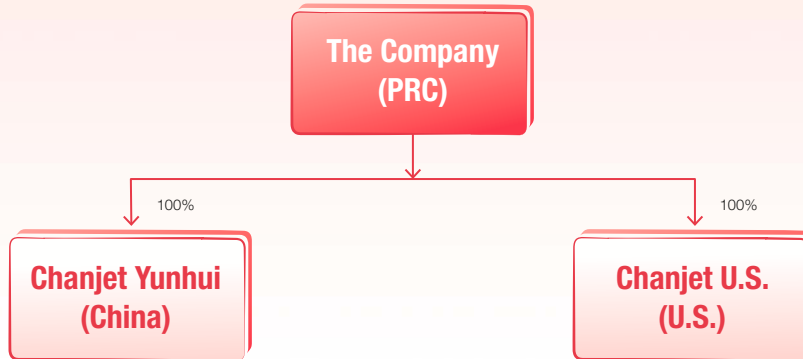 The Company
(PRC)
100%
100%
Chanjet Yunhui
(China)
Chanjet U.S.
(U.S.)